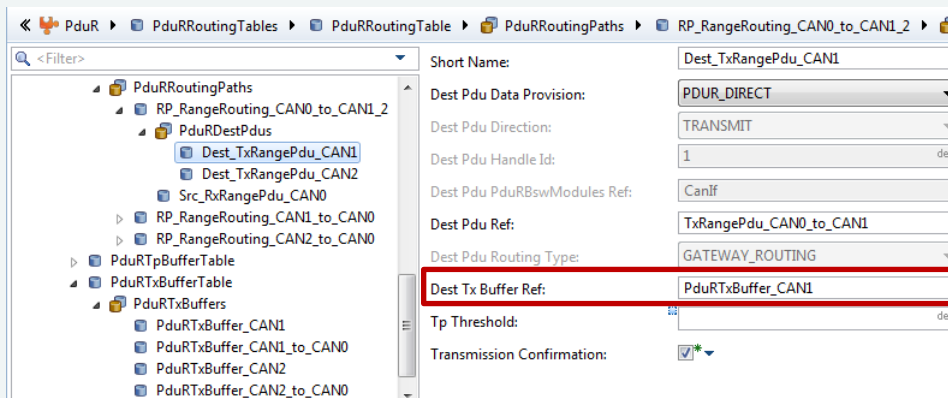 « PduR PduRRoutingTables PduRRoutingTable PduRRoutingPaths RP_RangeRouting_CAN0_to_CAN1_2
<Filter>
PduRRoutingPaths
RP_RangeRouting_CAN0_to_CAN1_2
PduRDestPdus
Dest_TxRangePdu_CAN1
Dest_TxRangePdu_CAN2
Src_RxRangePdu_CAN0
RP_RangeRouting_CAN1_to_CAN0
RP_RangeRouting_CAN2_to_CAN0
PduRTpBufferTable
PduRTxBufferTable
PduRTxBuffers
PduRTxBuffer_CAN1
PduRTxBuffer_CAN1_to_CAN0
PduRTxBuffer_CAN2
PduRTxBuffer_CAN2_to_CAN0
Short Name: Dest_TxRangePdu_CAN1
Dest Pdu Data Provision: PDUR_DIRECT
Dest Pdu Direction: TRANSMIT
Dest Pdu Handle Id: 1 de
Dest Pdu PduRBswModules Ref: CanIf
Dest Pdu Ref: TxRangePdu_CAN0_to_CAN1
Dest Pdu Routing Type: GATEWAY_ROUTING
Dest Tx Buffer Ref: PduRTxBuffer_CAN1
Tp Threshold: de
Transmission Confirmation: *